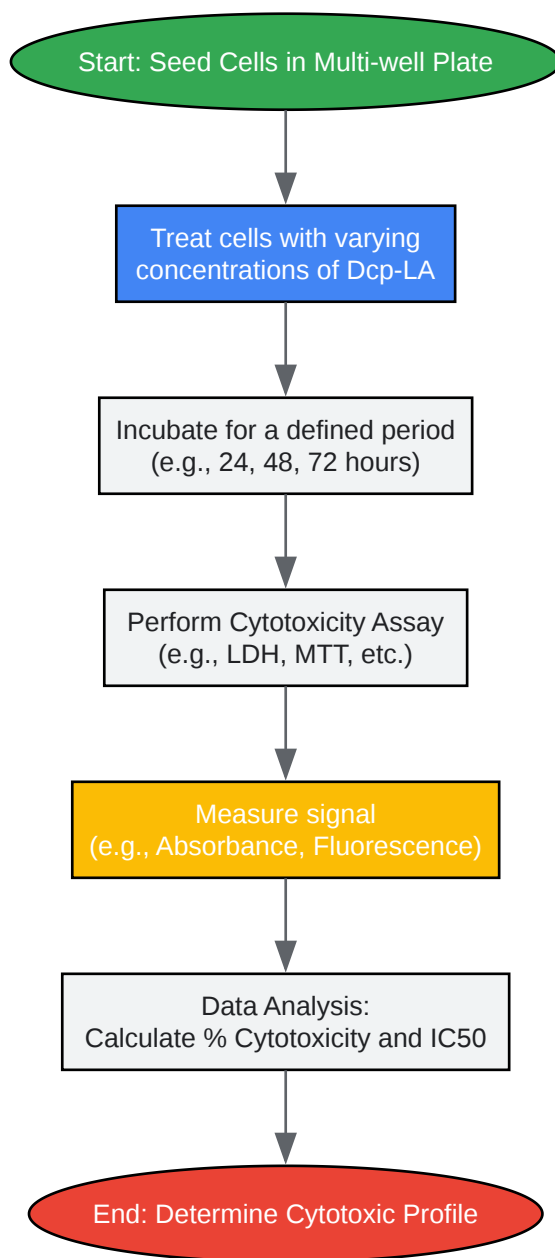 Start: Seed Cells in Multi-well Plate
Treat cells with varying
concentrations of Dcp-LA
Incubate for a defined period
(e.g., 24, 48, 72 hours)
Perform Cytotoxicity Assay
(e.g., LDH, MTT, etc.)
Measure signal
(e.g., Absorbance, Fluorescence)
Data Analysis:
Calculate % Cytotoxicity and IC50
End: Determine Cytotoxic Profile